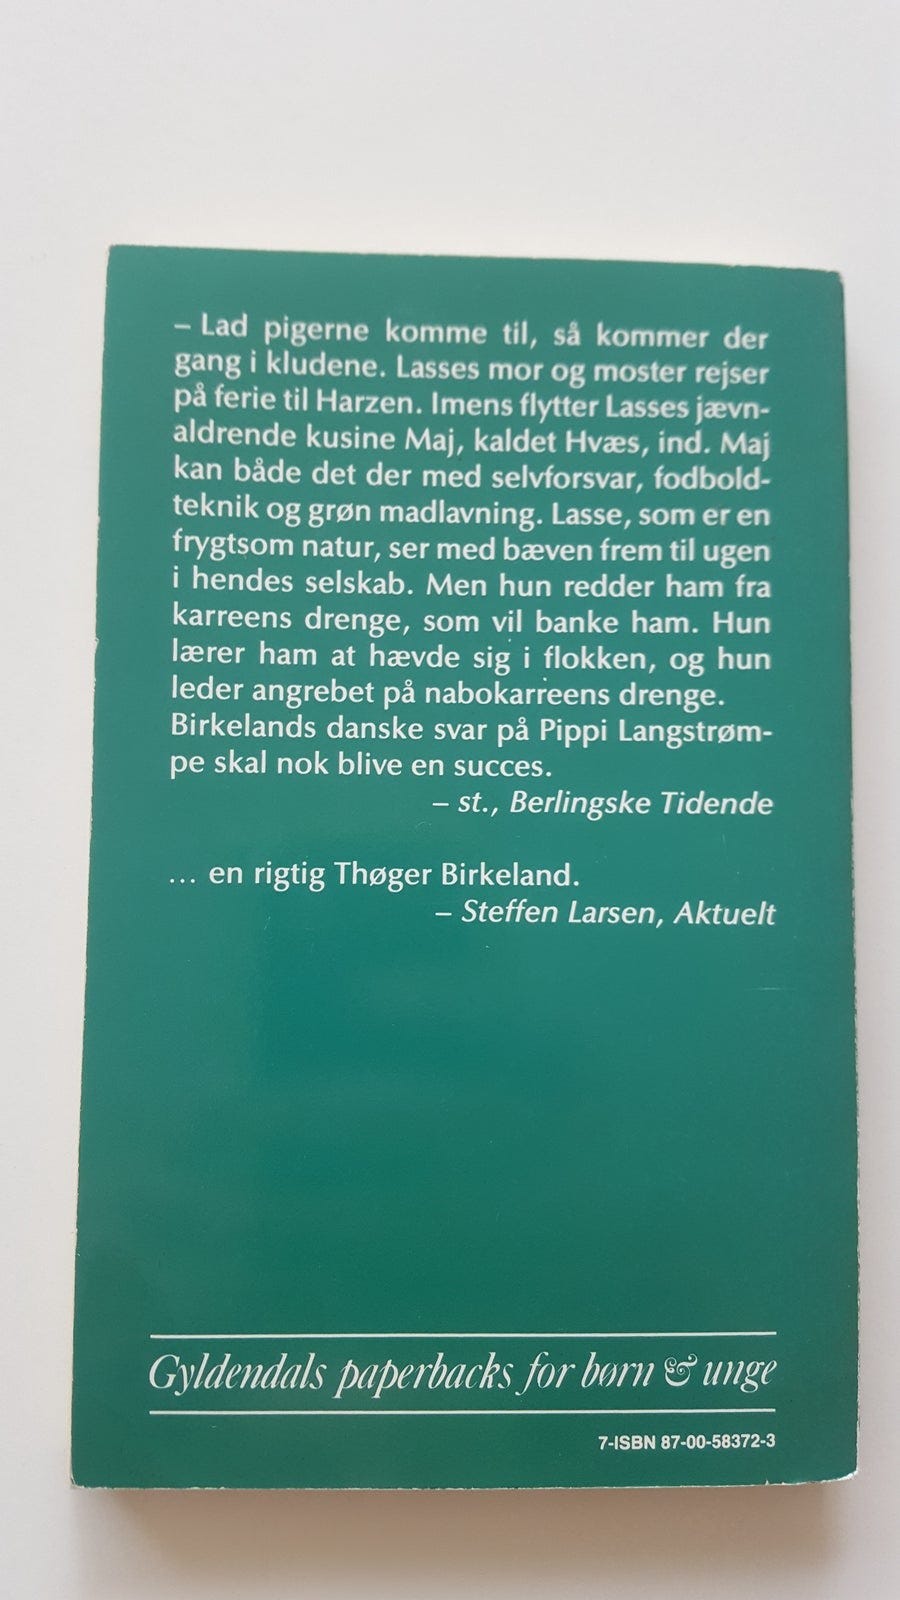 – Lad pigerne komme til, så kommer der
gang i kludene. Lasses mor og moster rejser
på ferie til Harzen. Imens flytter Lasses jævn-
aldrende kusine Maj, kaldet Hvæs, ind. Maj
kan både det der med selvforsvar, fodbold-
teknik og grøn madlavning. Lasse, som er en
frygtsom natur, ser med bæven frem til ugen
i hendes selskab. Men hun redder ham fra
karreens drenge, som vil banke ham. Hun
lærer ham at hævde sig i flokken, og hun
leder angrebet på nabokarreens drenge.
Birkelands danske svar på Pippi Langstrøm-
pe skal nok blive en succes.
– st., Berlingske Tidende
... en rigtig Thøger Birkeland.
– Steffen Larsen, Aktuelt
Gyldendals paperbacks for børn & unge
7-ISBN 87-00-58372-3